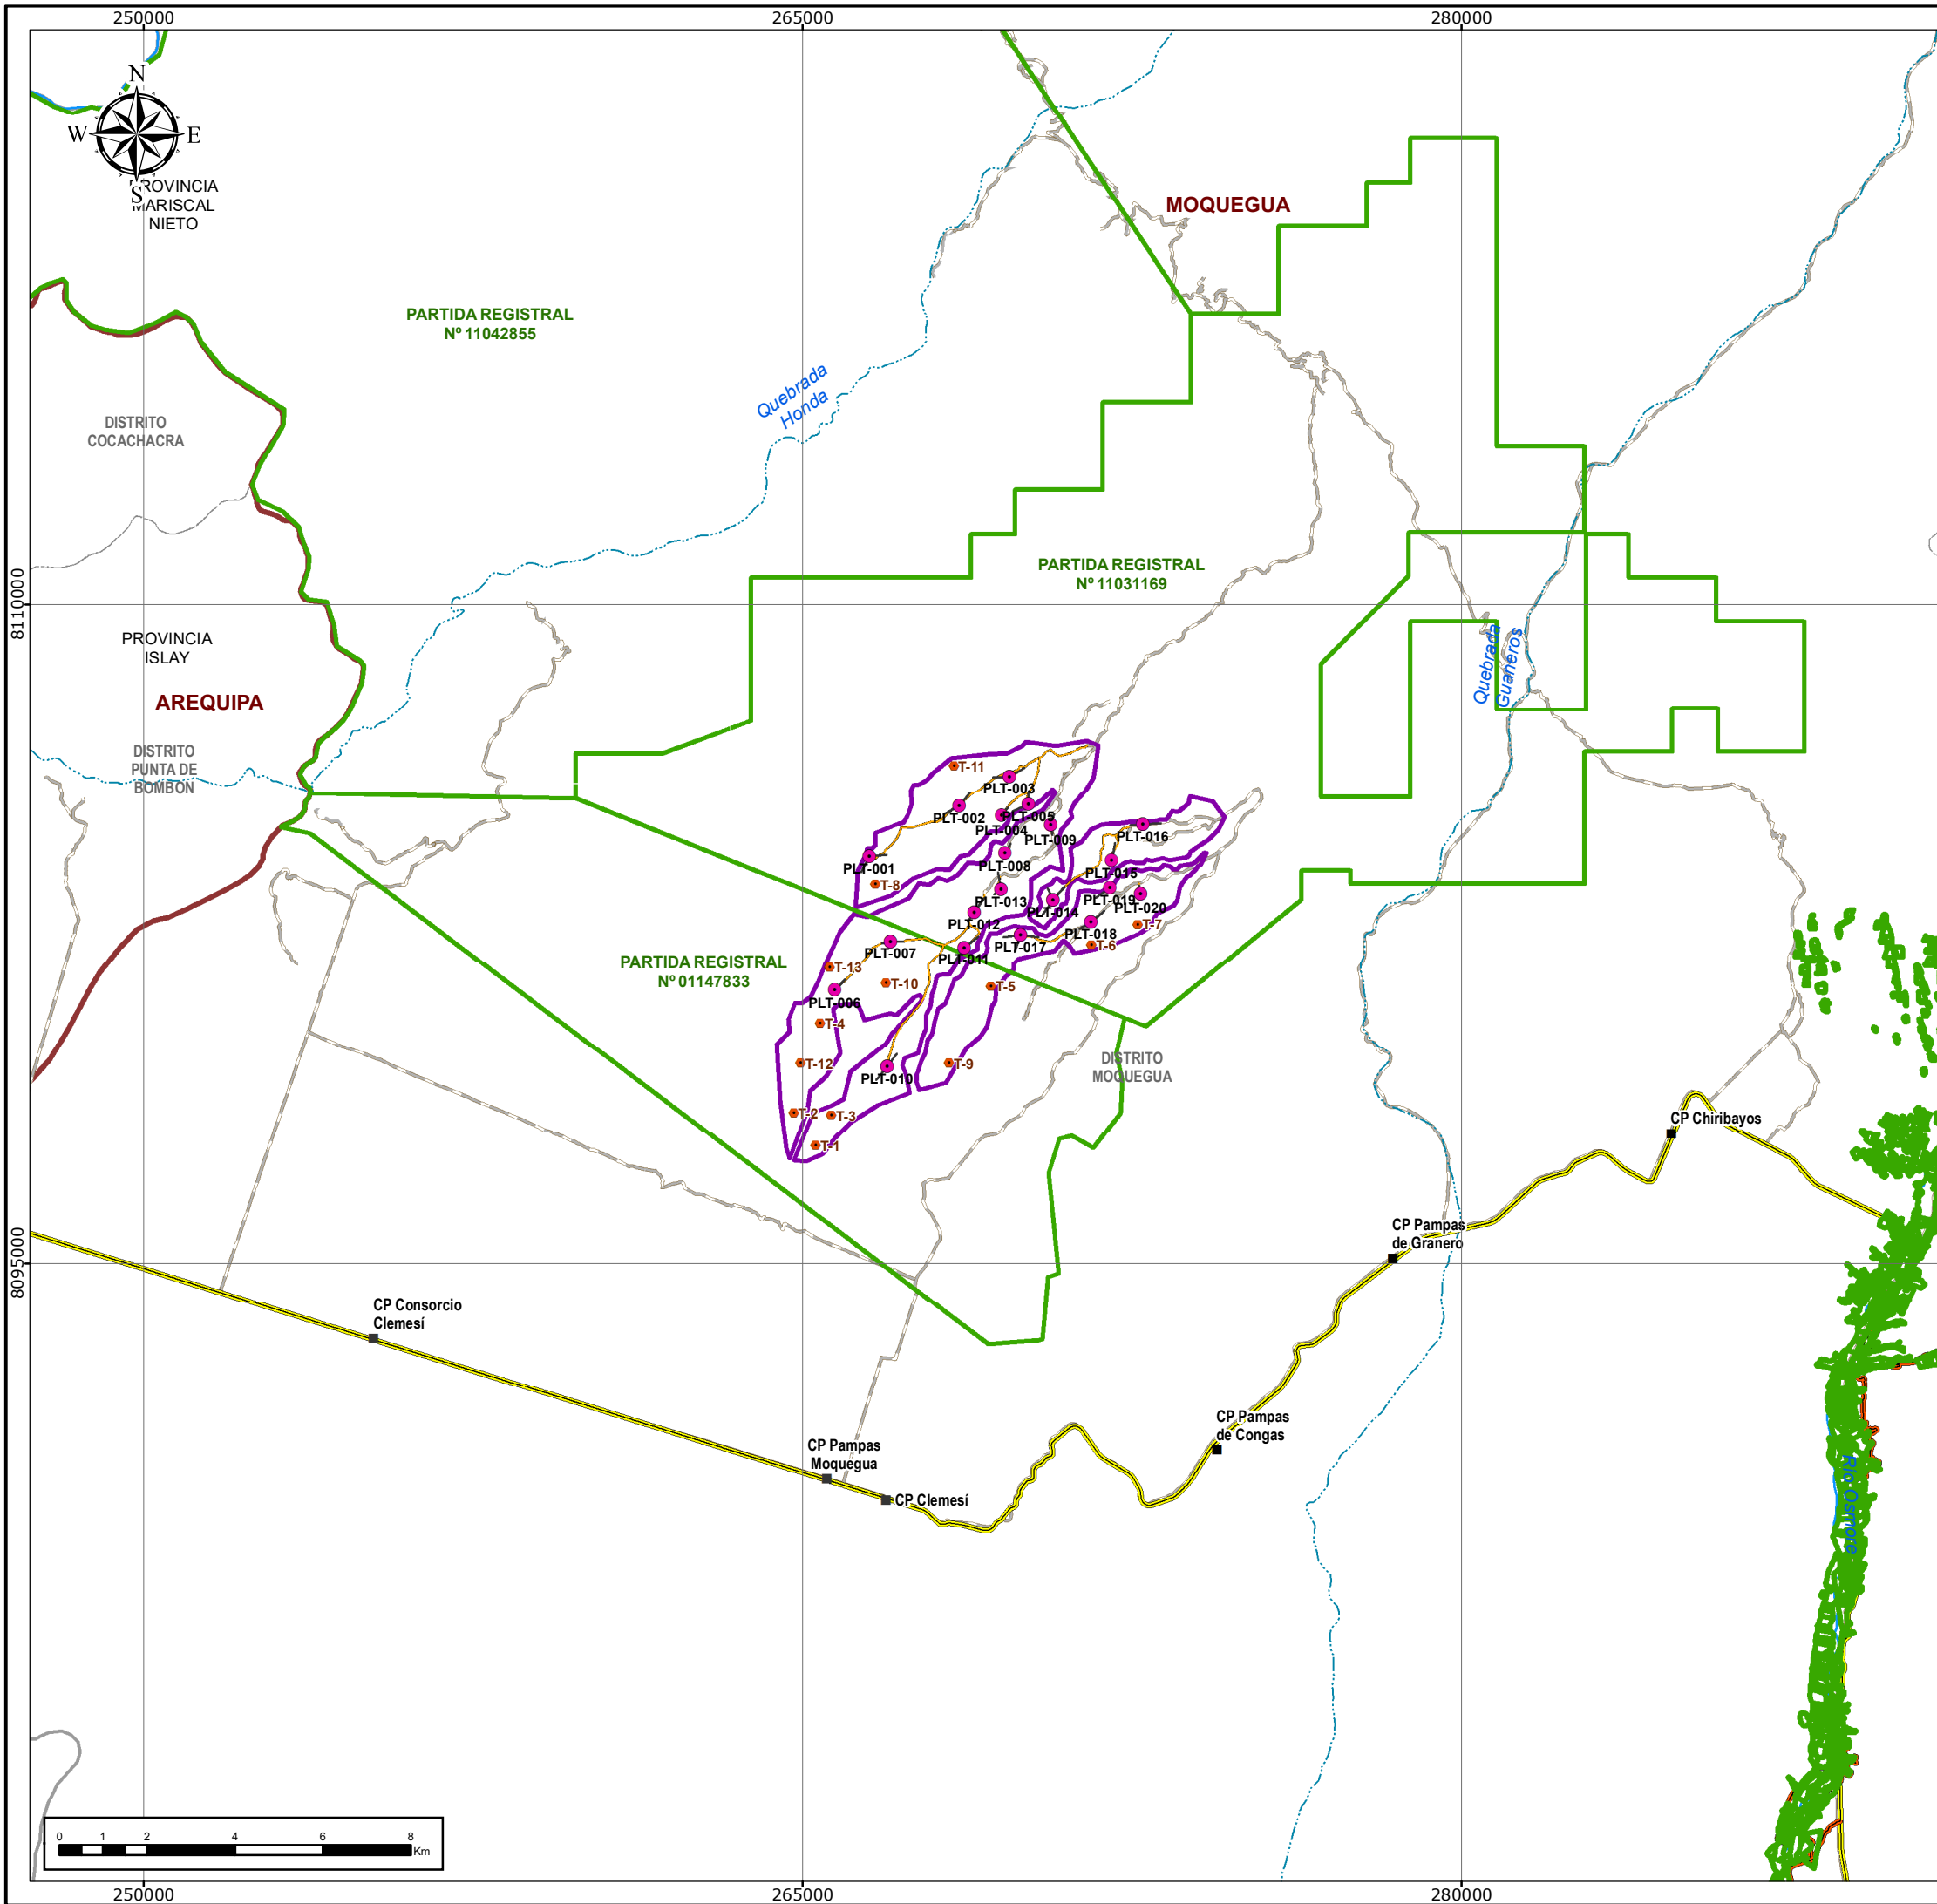 250000
265000
280000
N
W
E
S
PROVINCIA
MARISCAL
NIETO
MOQUEGUA
PARTIDA REGISTRAL
Nº 11042855
Quebrada
Honda
DISTRITO
COCACHACRA
PARTIDA REGISTRAL
Nº 11031169
8110000
PROVINCIA
ISLAY
AREQUIPA
Quebrada
Guaneros
DISTRITO
PUNTA DE
BOMBON
T-11
PLT-003
PLT-002
PLT-005
PLT-004
PLT-009
PLT-016
PLT-001
PLT-008
PLT-015
T-8
PLT-013
PLT-019
PLT-020
PLT-014
PLT-012
PLT-018
T-7
PLT-007
PLT-011
PLT-017
T-6
PARTIDA REGISTRAL
Nº 01147833
T-13
T-10
T-5
PLT-006
T-4
T-12
T-9
DISTRITO
MOQUEGUA
PLT-010
T-2
T-3
T-1
CP Chiribayos
CP Pampas
de Granero
8095000
CP Consorcio
Clemesí
CP Pampas
de Congas
CP Pampas
Moquegua
CP Clemesí
Río Osmore
0 1 2 4 6 8
Km
250000
265000
280000